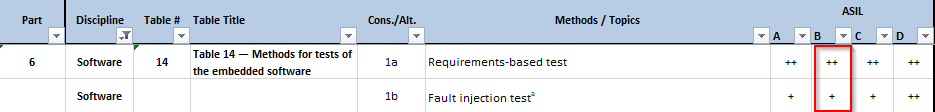 ASIL
Part Discipline Table # Table Title Cons./Alt. Methods / Topics
A B C D
6 Software 14 Table 14 — Methods for tests of the embedded software 1a Requirements-based test ++ ++ ++ ++
Software 1b Fault injection testᵃ + + + ++